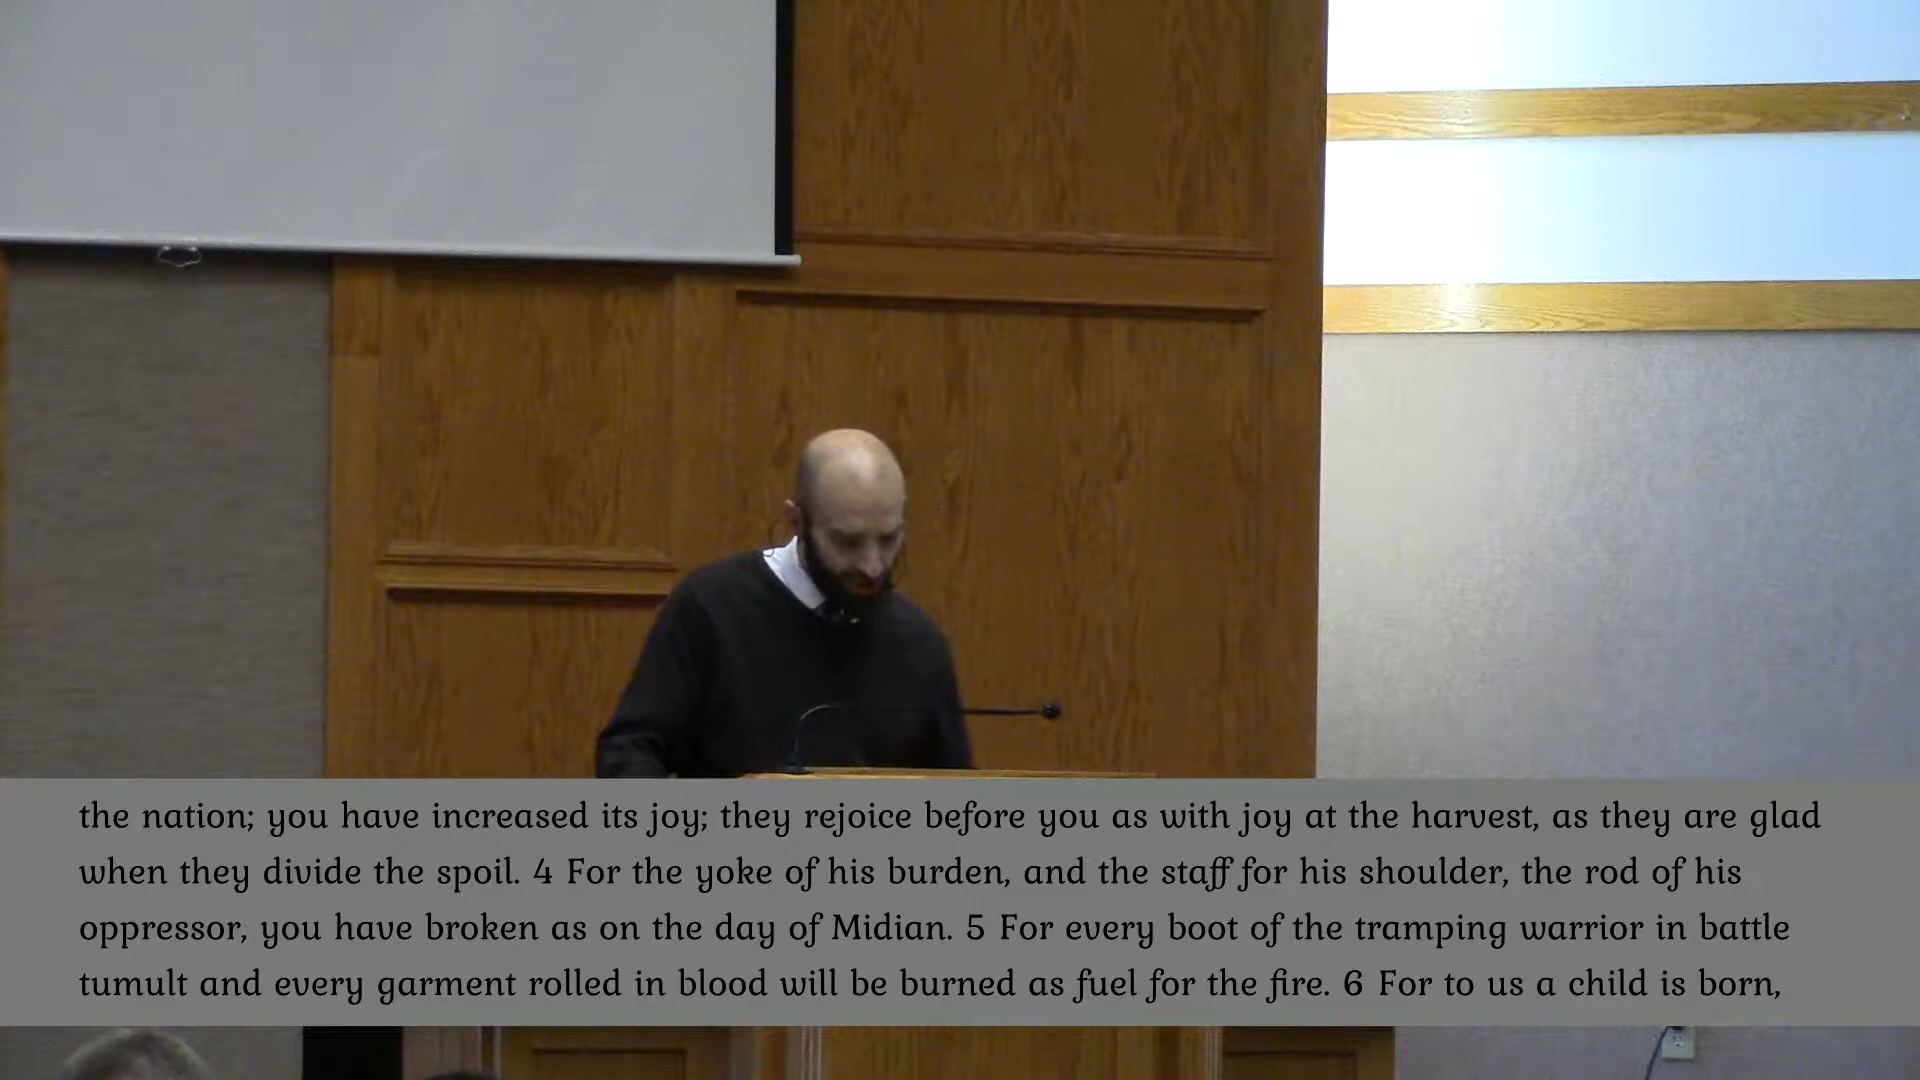 the nation; you have increased its joy; they rejoice before you as with joy at the harvest, as they are glad
when they divide the spoil. 4 For the yoke of his burden, and the staff for his shoulder, the rod of his
oppressor, you have broken as on the day of Midian. 5 For every boot of the tramping warrior in battle
tumult and every garment rolled in blood will be burned as fuel for the fire. 6 For to us a child is born,